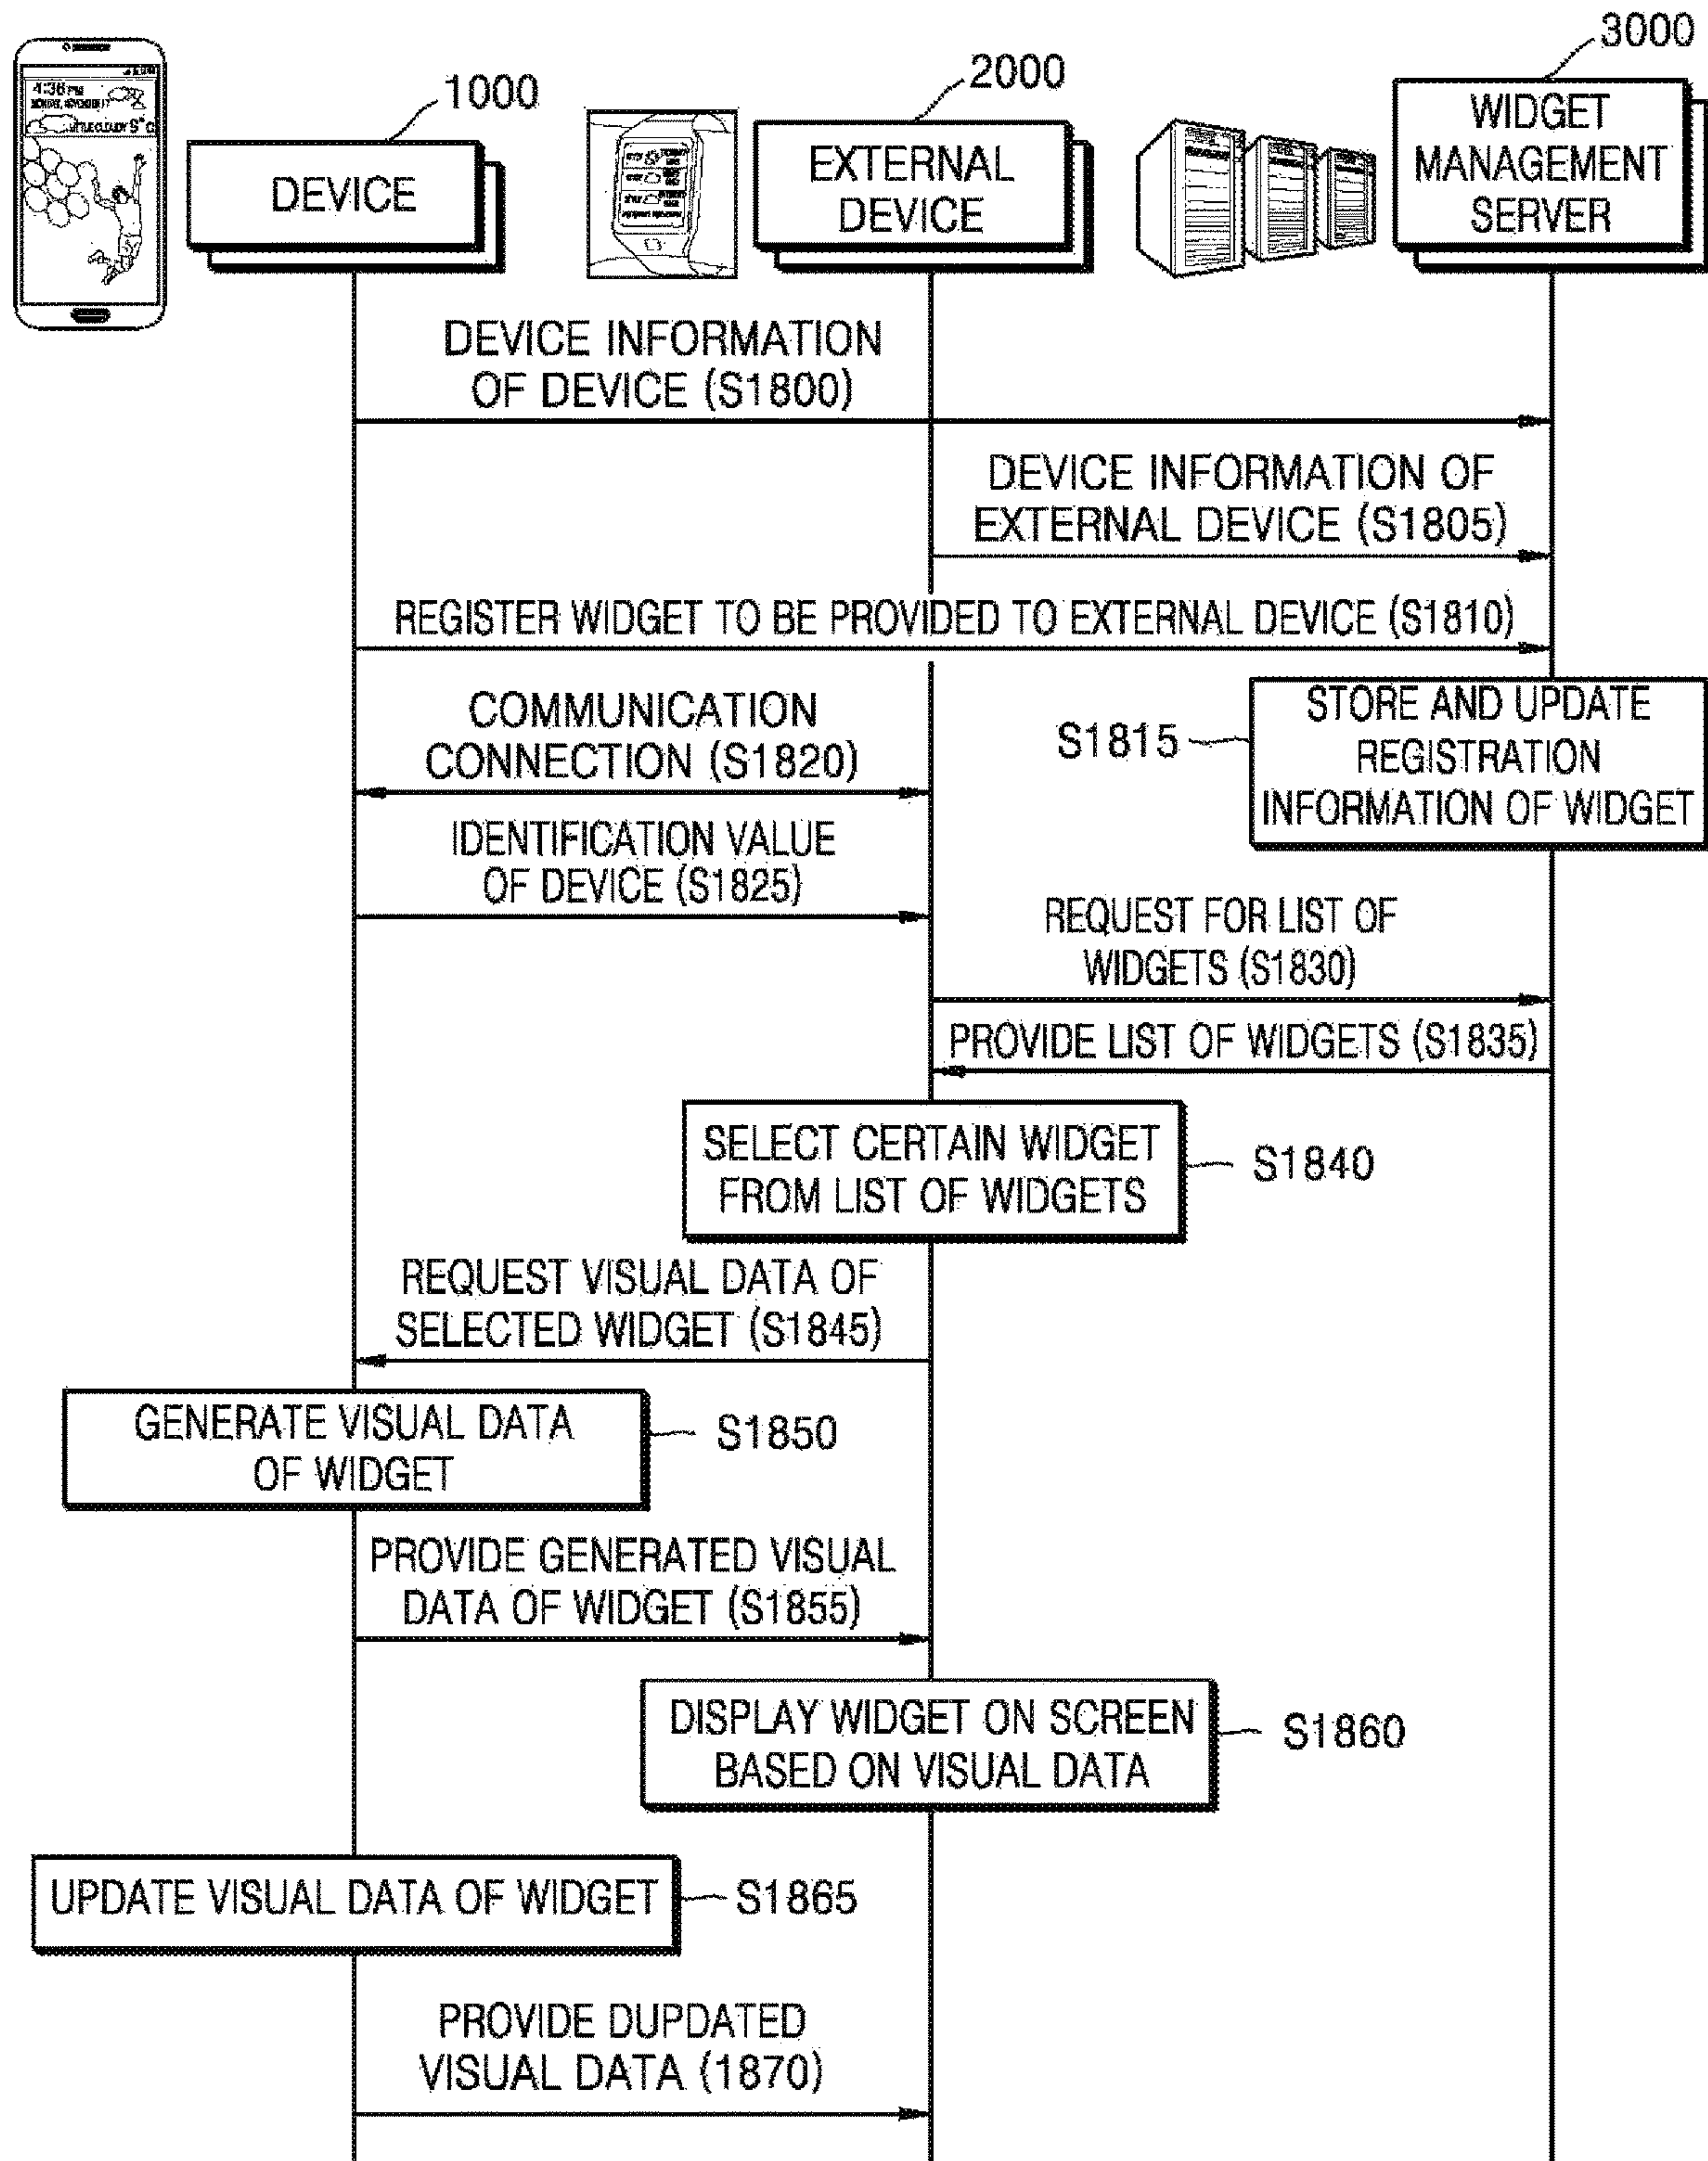 3000
2000
1000
4:36 PM
DEVICE
EXTERNAL
DEVICE
WIDGET
MANAGEMENT
SERVER
DEVICE INFORMATION
OF DEVICE (S1800)
DEVICE INFORMATION OF
EXTERNAL DEVICE (S1805)
REGISTER WIDGET TO BE PROVIDED TO EXTERNAL DEVICE (S1810)
COMMUNICATION
CONNECTION (S1820)
S1815
STORE AND UPDATE
REGISTRATION
INFORMATION OF WIDGET
IDENTIFICATION VALUE
OF DEVICE (S1825)
REQUEST FOR LIST OF
WIDGETS (S1830)
PROVIDE LIST OF WIDGETS (S1835)
SELECT CERTAIN WIDGET
FROM LIST OF WIDGETS
S1840
REQUEST VISUAL DATA OF
SELECTED WIDGET (S1845)
GENERATE VISUAL DATA
OF WIDGET
S1850
PROVIDE GENERATED VISUAL
DATA OF WIDGET (S1855)
DISPLAY WIDGET ON SCREEN
BASED ON VISUAL DATA
S1860
UPDATE VISUAL DATA OF WIDGET
S1865
PROVIDE DUPDATED
VISUAL DATA (1870)